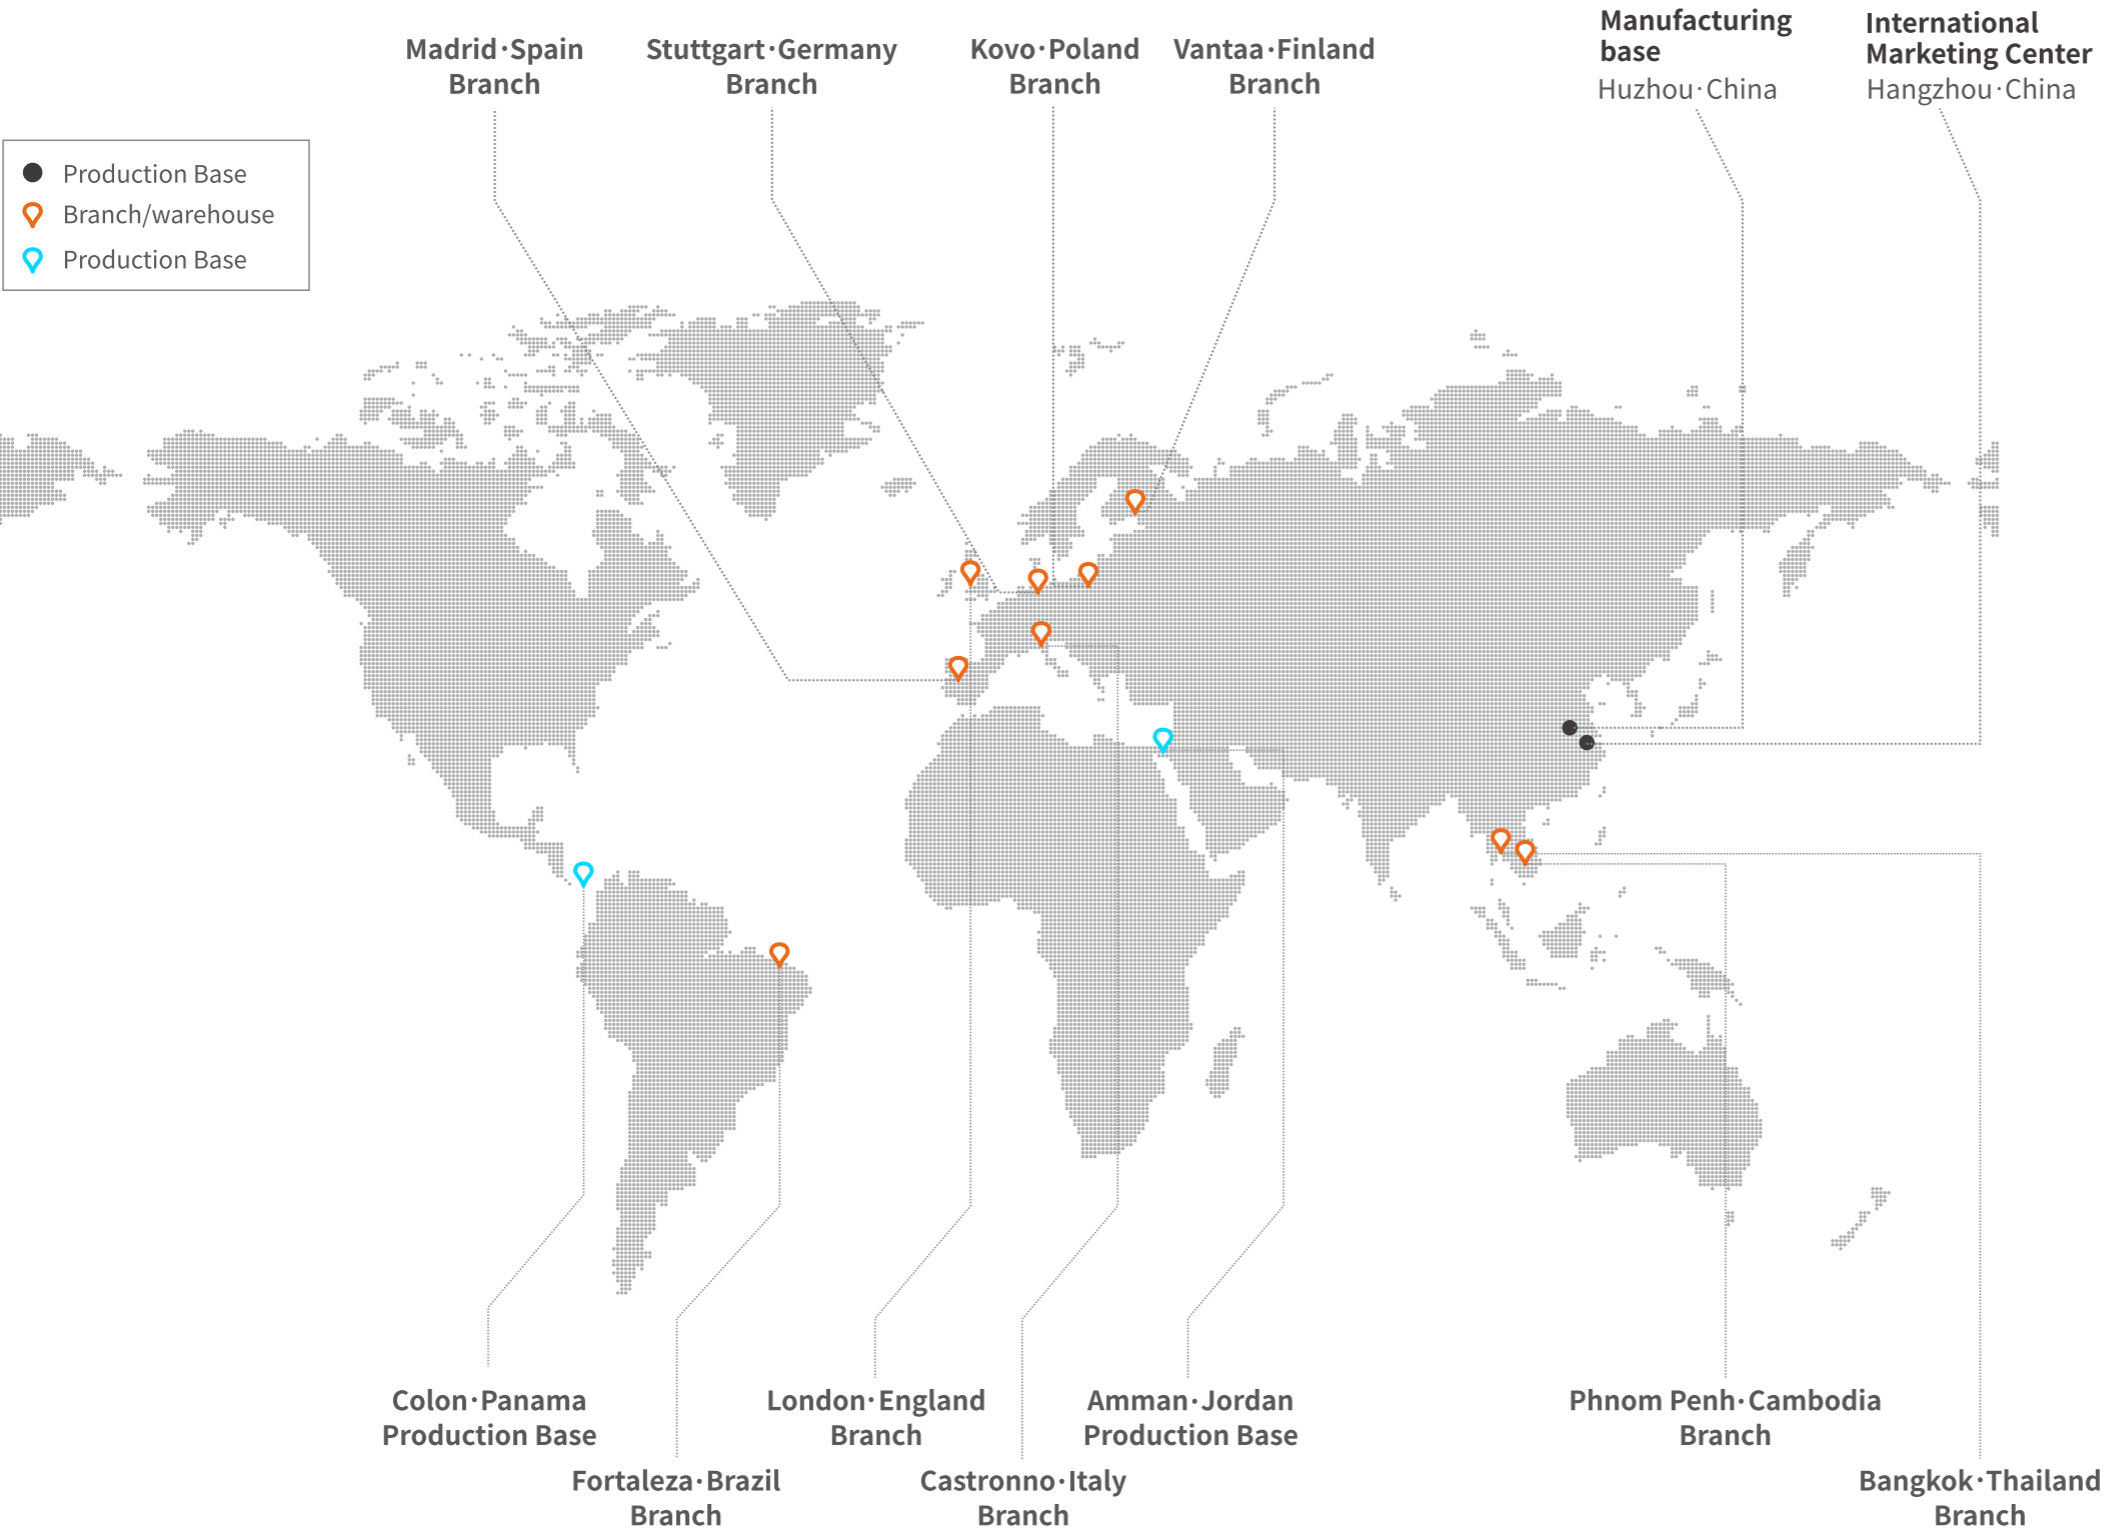 Madrid·Spain
Branch
Stuttgart·Germany
Branch
Kovo·Poland
Branch
Vantaa·Finland
Branch
Manufacturing
base
Huzhou·China
International
Marketing Center
Hangzhou·China
Production Base
Branch/warehouse
Production Base
Colon·Panama
Production Base
Fortaleza·Brazil
Branch
London·England
Branch
Castronno·Italy
Branch
Amman·Jordan
Production Base
Phnom Penh·Cambodia
Branch
Bangkok·Thailand
Branch